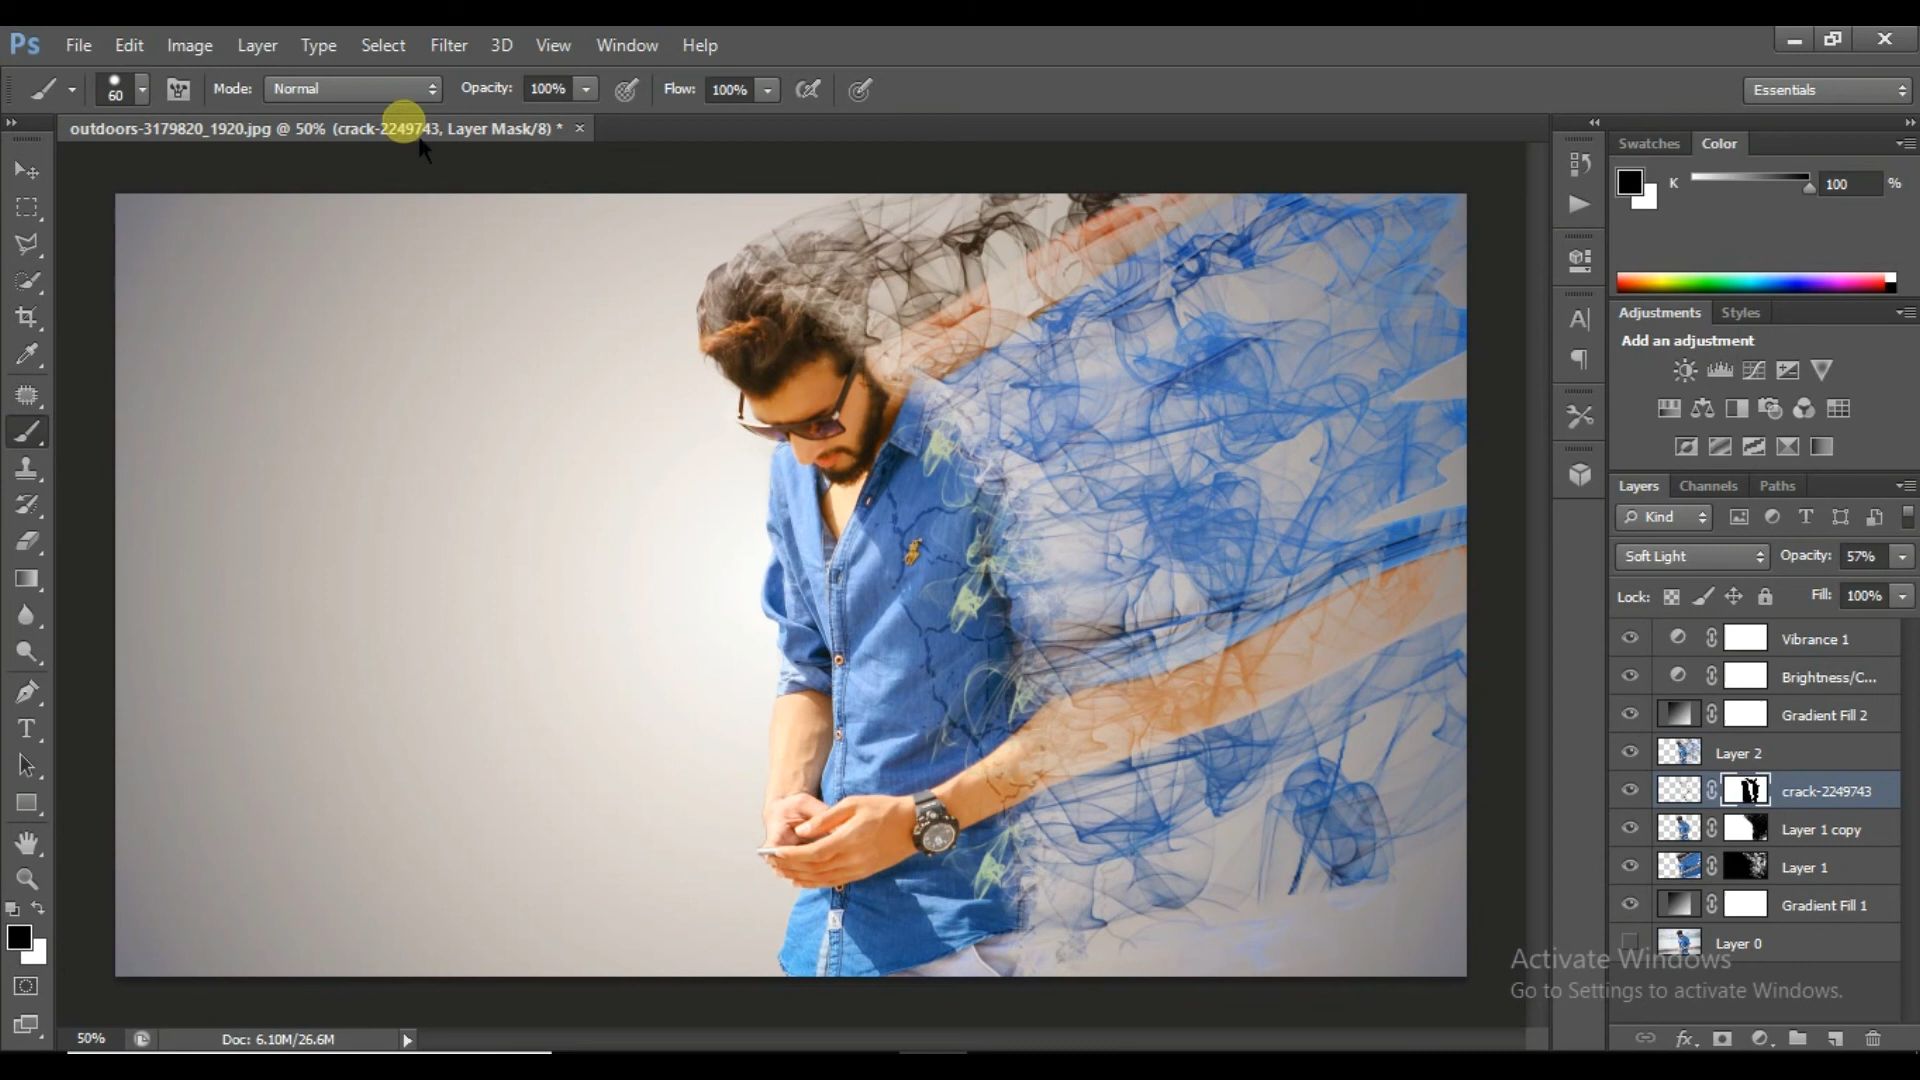 Ps File Edit Image Layer Type Select Filter 3D View Window Help
60 Mode: Normal Opacity: 100% Flow: 100% Essentials
outdoors-3179820_1920.jpg @ 50% (crack-2249743, Layer Mask/8) * ×
Swatches Color
K 100 %
Adjustments Styles
Add an adjustment
Layers Channels Paths
Kind
Soft Light Opacity: 57%
Lock: Fill: 100%
Vibrance 1
Brightness/C...
Gradient Fill 2
Layer 2
crack-2249743
Layer 1 copy
Layer 1
Gradient Fill 1
Layer 0
Activate Windows
Go to Settings to activate Windows.
50% Doc: 6.10M/26.6M